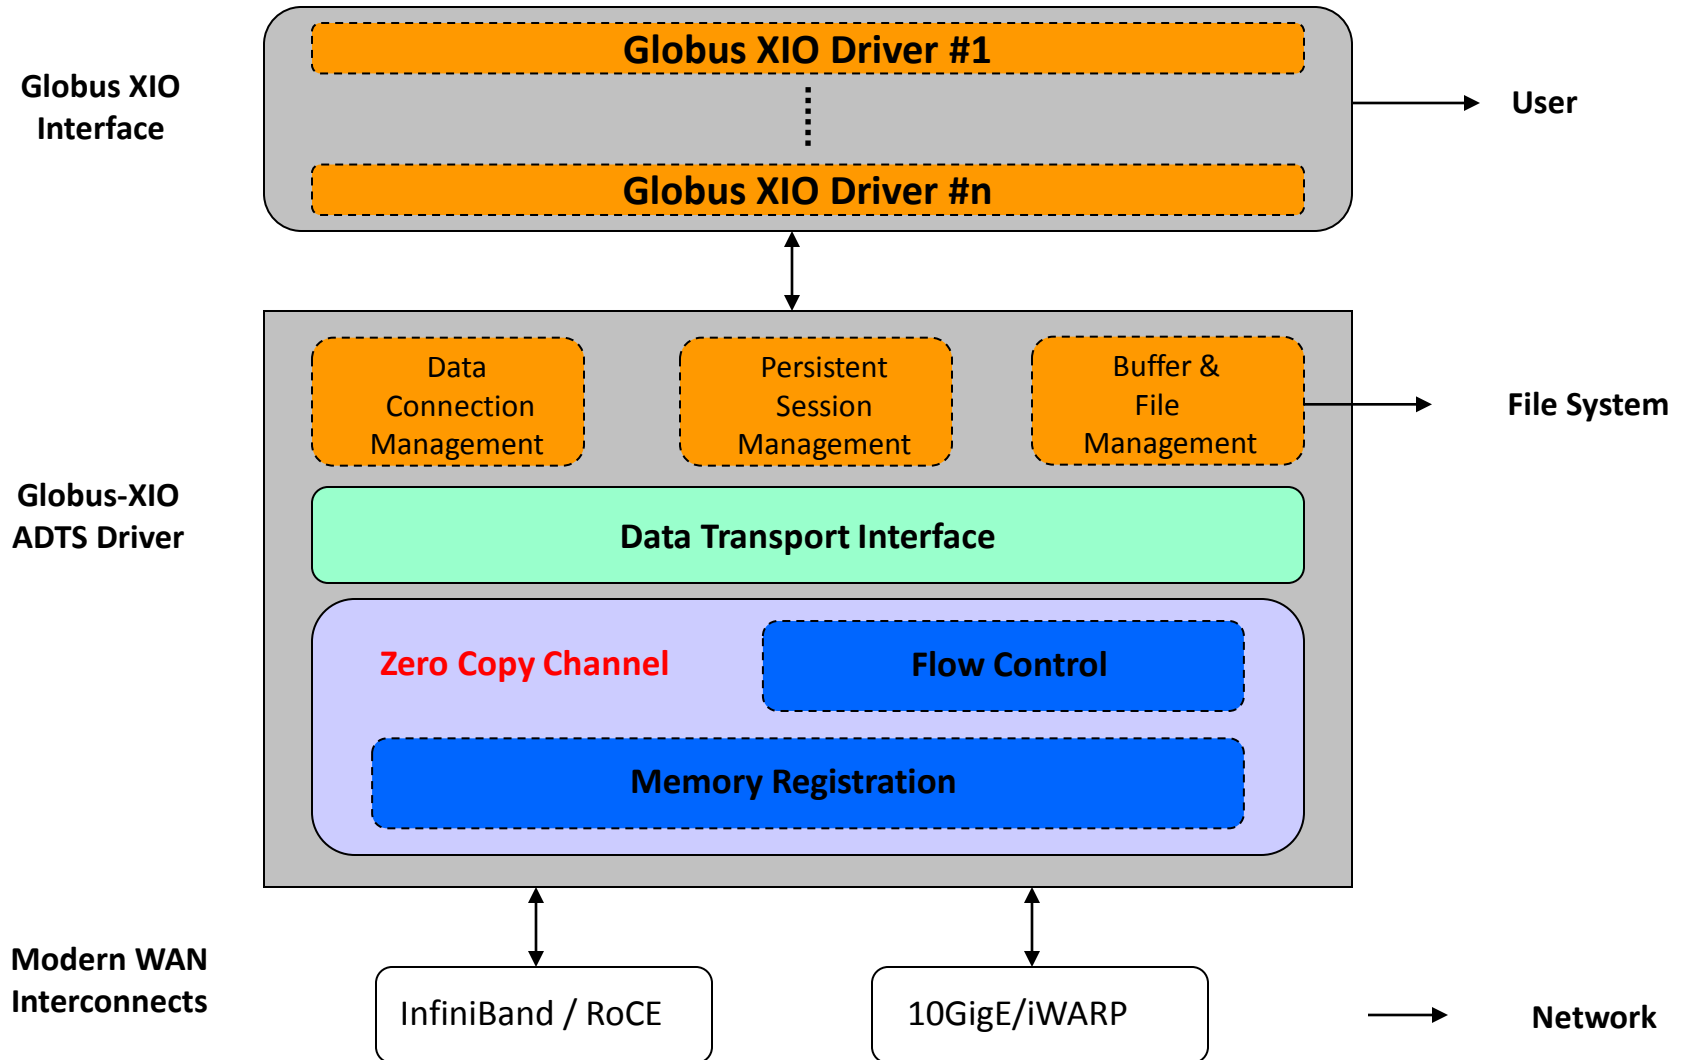 Globus XIO
Interface
Globus XIO Driver #1
Globus XIO Driver #n
User
Globus-XIO
ADTS Driver
Data
Connection
Management
Persistent
Session
Management
Buffer &
File
Management
File System
Data Transport Interface
Zero Copy Channel
Flow Control
Memory Registration
Modern WAN
Interconnects
InfiniBand / RoCE
10GigE/iWARP
Network